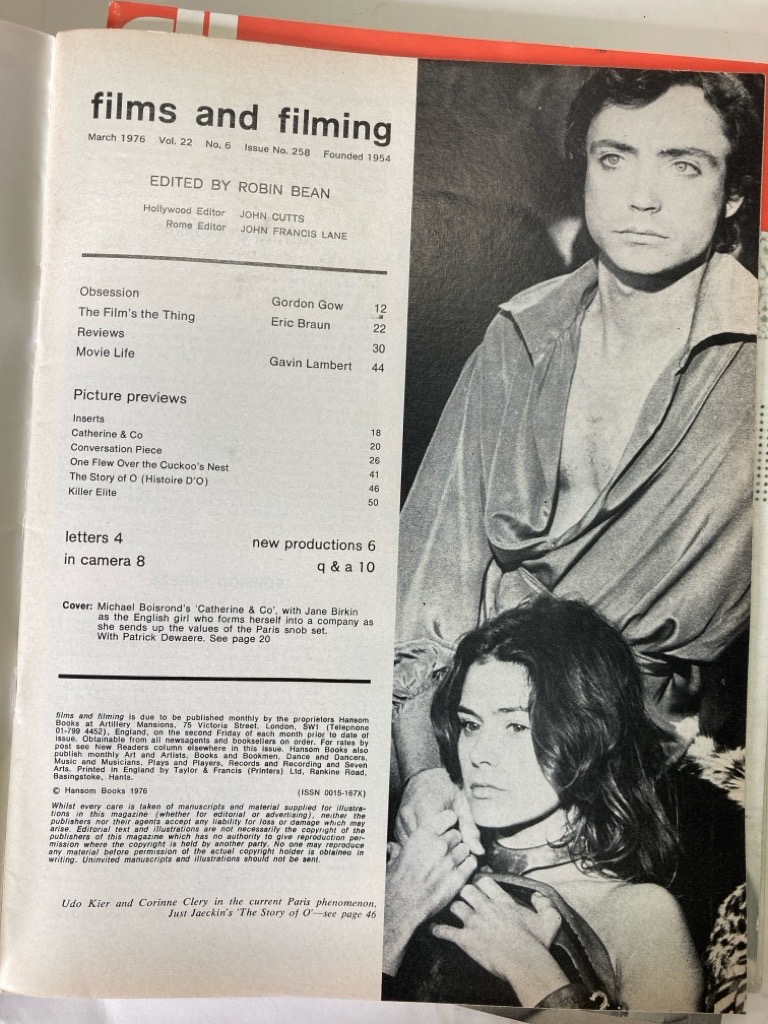 films and filming
March 1976 Vol. 22 No. 6 Issue No. 258 Founded 1954
EDITED BY ROBIN BEAN
Hollywood Editor JOHN CUTTS
Rome Editor JOHN FRANCIS LANE
Obsession Gordon Gow 12
The Film's the Thing Eric Braun 22
Reviews 30
Movie Life Gavin Lambert 44
Picture previews
Inserts 18
Catherine & Co 20
Conversation Piece 26
One Flew Over the Cuckoo's Nest 41
The Story of O (Histoire D'O) 46
Killer Elite 50
letters 4 new productions 6
in camera 8 q & a 10
Cover: Michael Boisrond's 'Catherine & Co', with Jane Birkin
as the English girl who forms herself into a company as
she sends up the values of the Paris snob set.
With Patrick Dewaere. See page 20
films and filming is due to be published monthly by the proprietors Hansom
Books at Artillery Mansions, 75 Victoria Street, London, SW1 (Telephone
01-799 4452), England, on the second Friday of each month prior to date of
issue. Obtainable from all newsagents and booksellers on order. For rates by
post see New Readers column elsewhere in this issue. Hansom Books also
publish monthly Art and Artists, Books and Bookmen, Dance and Dancers,
Music and Musicians, Plays and Players, Records and Recording and Seven
Arts. Printed in England by Taylor & Francis (Printers) Ltd, Rankine Road,
Basingstoke, Hants.
© Hansom Books 1976 (ISSN 0015-167X)
Whilst every care is taken of manuscripts and material supplied for illustra-
tions in this magazine (whether for editorial or advertising), neither the
publishers nor their agents accept any liability for loss or damage which may
arise. Editorial text and illustrations are not necessarily the copyright of the
publishers of this magazine which has no authority to give reproduction per-
mission where the copyright is held by another party. No one may reproduce
any material before permission of the actual copyright holder is obtained in
writing. Uninvited manuscripts and illustrations should not be sent.
Udo Kier and Corinne Clery in the current Paris phenomenon,
Just Jaeckin's 'The Story of O'—see page 46